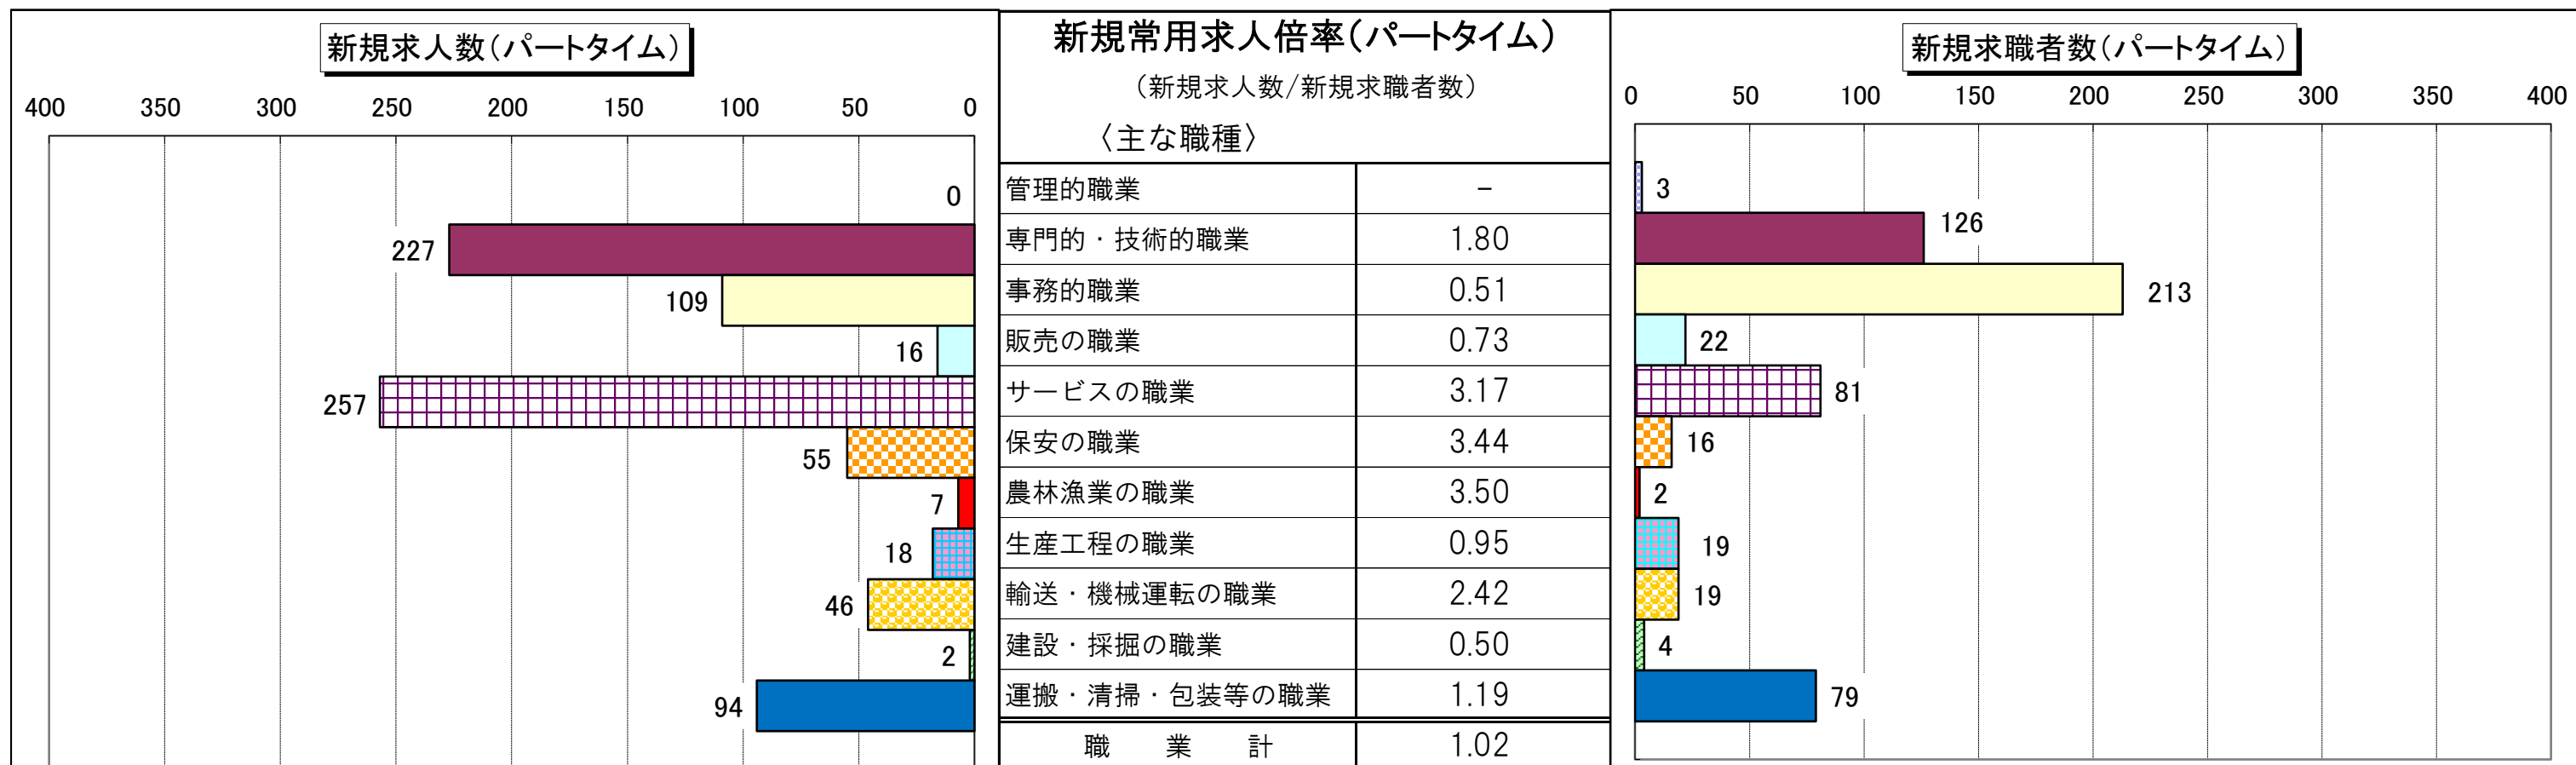 新規求人数(パートタイム)
400 350 300 250 200 150 100 50 0
0
227
109
16
257
55
7
18
46
2
94
新規常用求人倍率(パートタイム)
(新規求人数/新規求職者数)
〈主な職種〉
管理的職業 -
専門的・技術的職業 1.80
事務的職業 0.51
販売の職業 0.73
サービスの職業 3.17
保安の職業 3.44
農林漁業の職業 3.50
生産工程の職業 0.95
輸送・機械運転の職業 2.42
建設・採掘の職業 0.50
運搬・清掃・包装等の職業 1.19
職 業 計 1.02
新規求職者数(パートタイム)
0 50 100 150 200 250 300 350 400
3
126
213
22
81
16
2
19
19
4
79